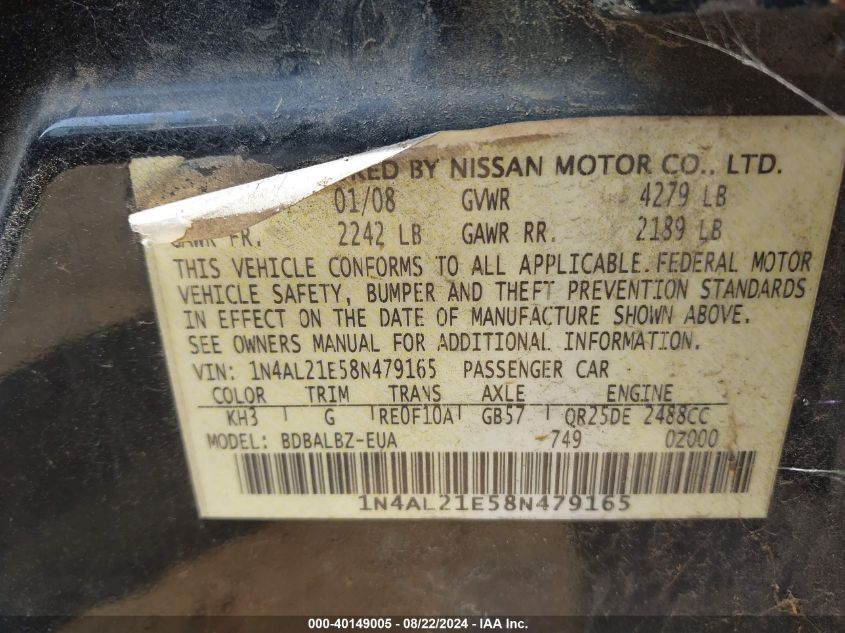 BY NISSAN MOTOR CO., LTD.
01/08 GVWR 4279 LB
GAWR FR. 2242 LB GAWR RR. 2189 LB
THIS VEHICLE CONFORMS TO ALL APPLICABLE FEDERAL MOTOR
VEHICLE SAFETY, BUMPER AND THEFT PREVENTION STANDARDS
IN EFFECT ON THE DATE OF MANUFACTURE SHOWN ABOVE.
SEE OWNERS MANUAL FOR ADDITIONAL INFORMATION.
VIN: 1N4AL21E58N479165 PASSENGER CAR
COLOR TRIM TRANS AXLE ENGINE
KH3 G RE0F10A GB57 QR25DE 2488CC
MODEL: BDBALBZ-EUA 749 0Z000
1N4AL21E58N479165
000-40149005 - 08/22/2024 - IAA Inc.